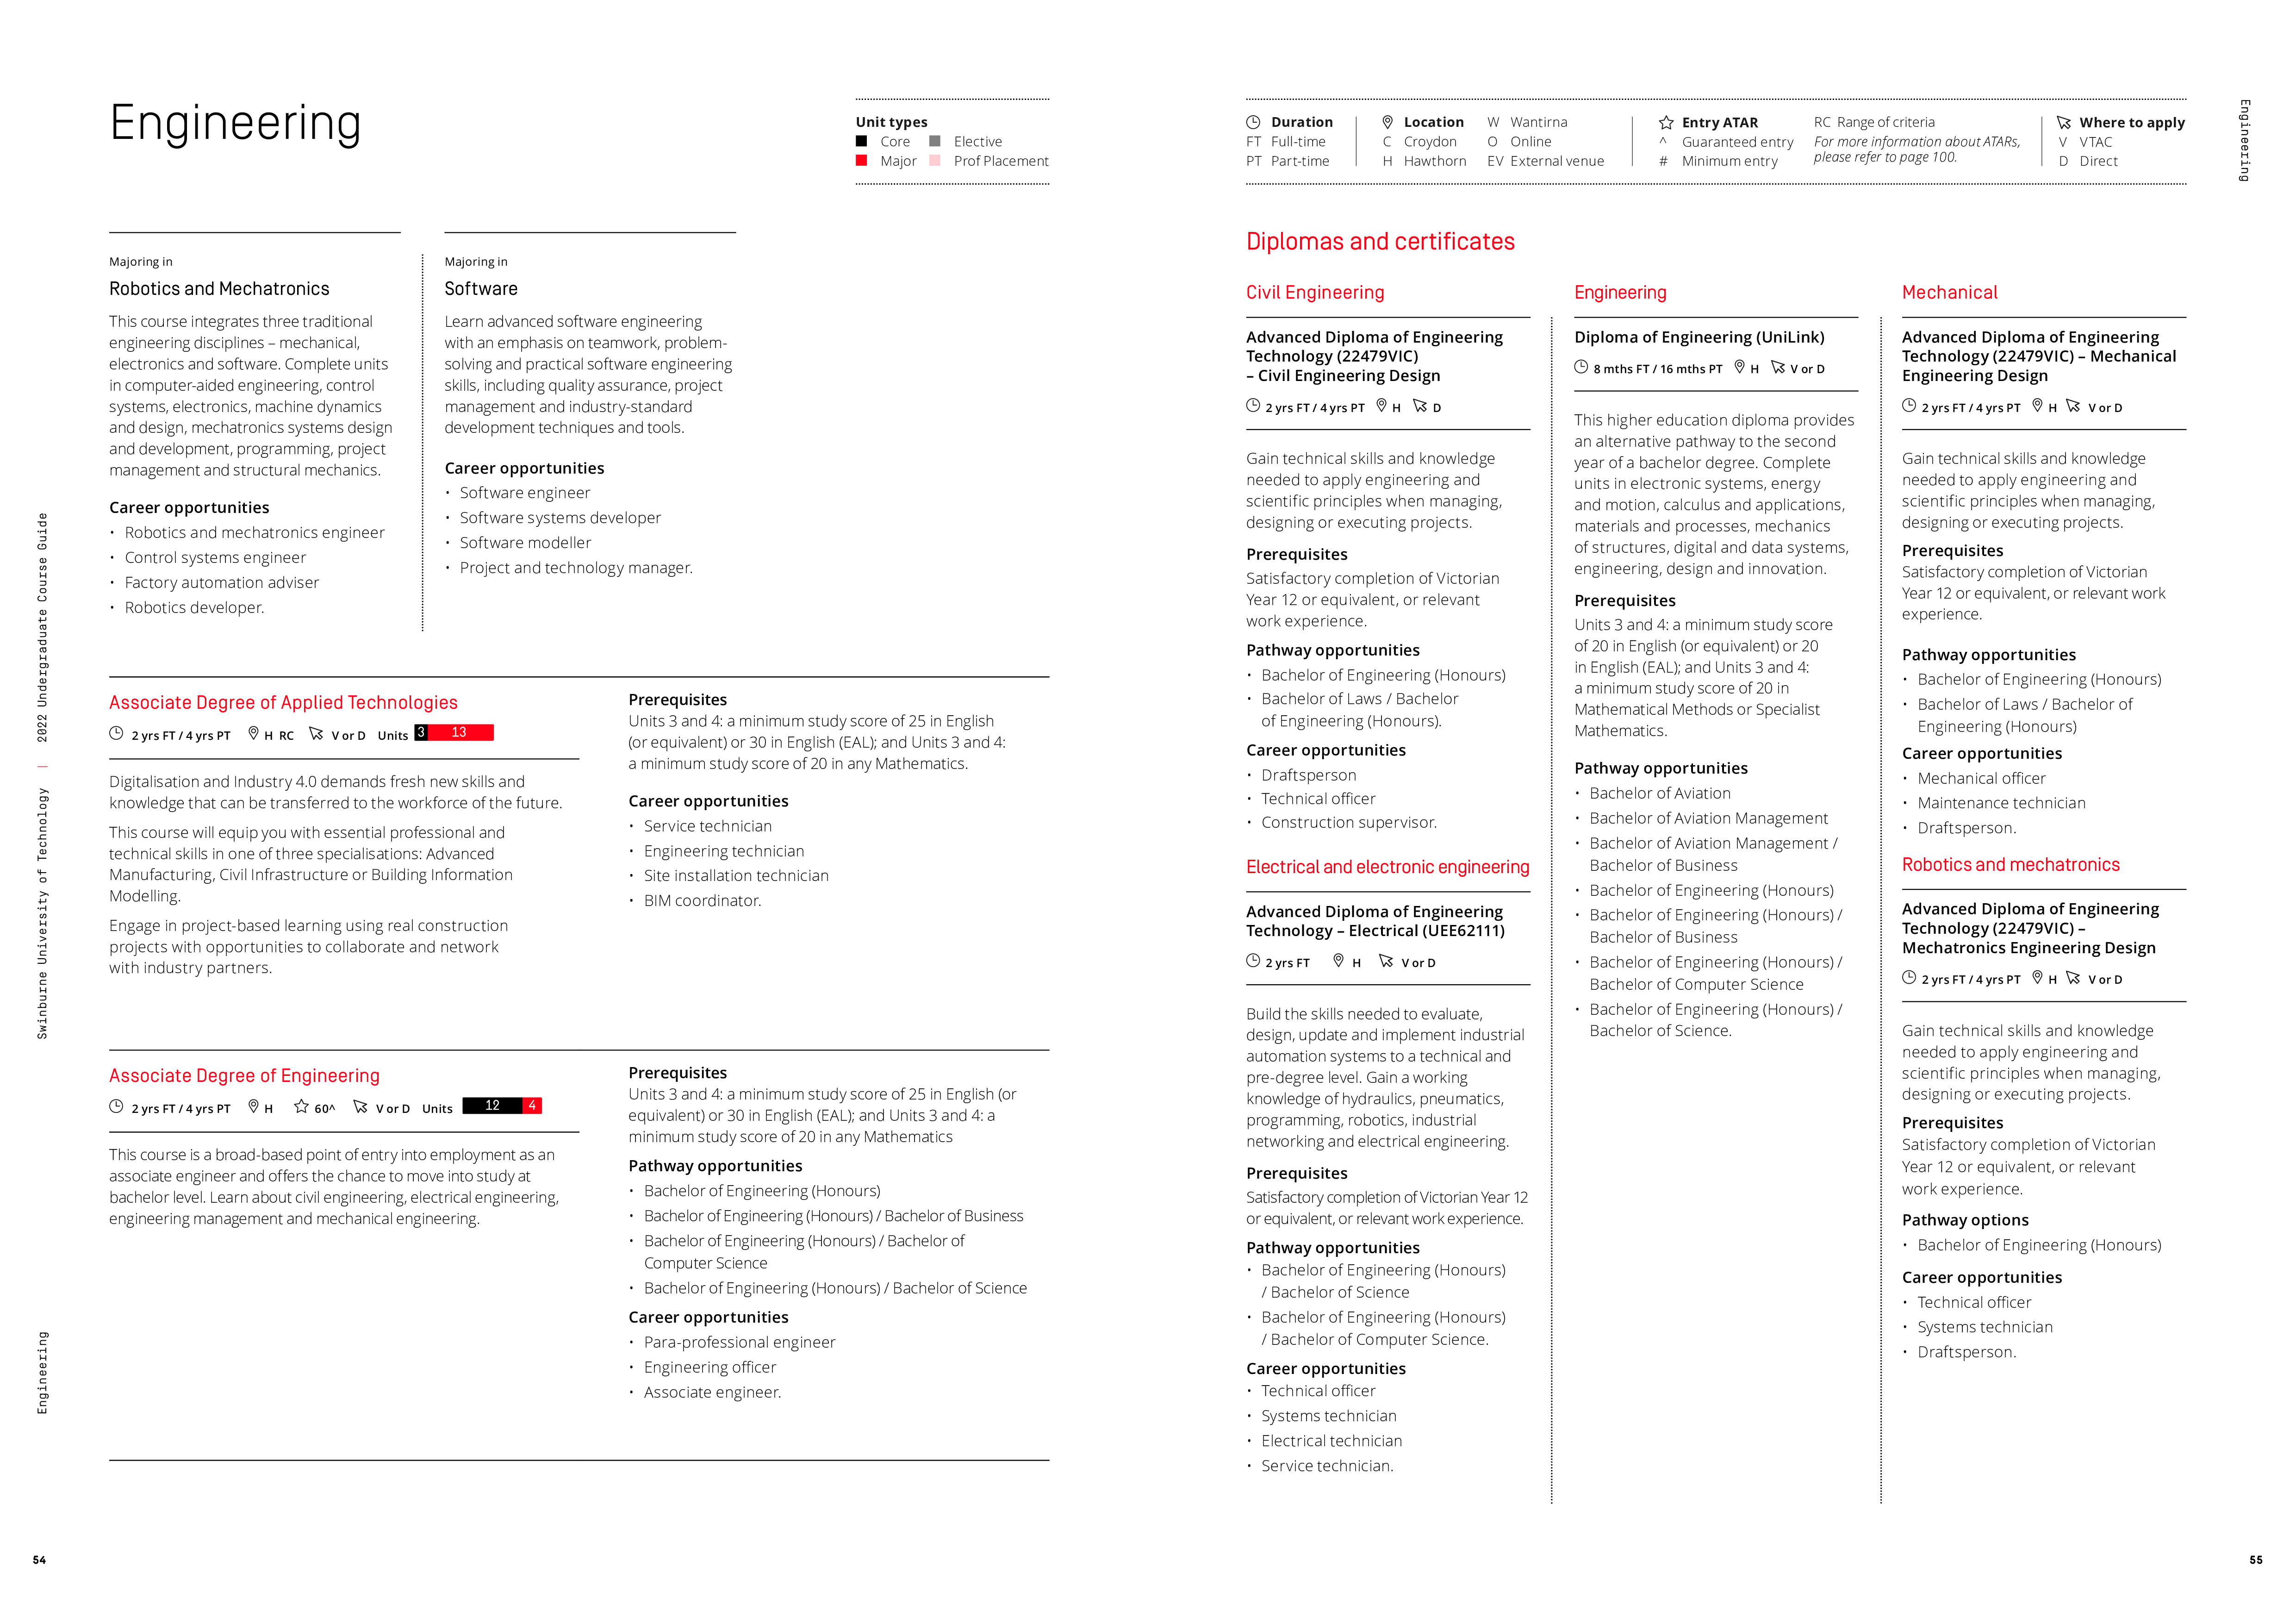 Engineering
Unit types
Core
Elective
Major
Prof Placement
Majoring in
Robotics and Mechatronics
This course integrates three traditional
engineering disciplines – mechanical,
electronics and software. Complete units
in computer-aided engineering, control
systems, electronics, machine dynamics
and design, mechatronics systems design
and development, programming, project
management and structural mechanics.
Career opportunities
• Robotics and mechatronics engineer
• Control systems engineer
• Factory automation adviser
• Robotics developer.
Majoring in
Software
Learn advanced software engineering
with an emphasis on teamwork, problem-
solving and practical software engineering
skills, including quality assurance, project
management and industry-standard
development techniques and tools.
Career opportunities
• Software engineer
• Software systems developer
• Software modeller
• Project and technology manager.
Associate Degree of Applied Technologies
2 yrs FT / 4 yrs PT H RC V or D Units 3 13
Digitalisation and Industry 4.0 demands fresh new skills and
knowledge that can be transferred to the workforce of the future.
This course will equip you with essential professional and
technical skills in one of three specialisations: Advanced
Manufacturing, Civil Infrastructure or Building Information
Modelling.
Engage in project-based learning using real construction
projects with opportunities to collaborate and network
with industry partners.
Prerequisites
Units 3 and 4: a minimum study score of 25 in English
(or equivalent) or 30 in English (EAL); and Units 3 and 4:
a minimum study score of 20 in any Mathematics.
Career opportunities
• Service technician
• Engineering technician
• Site installation technician
• BIM coordinator.
Associate Degree of Engineering
2 yrs FT / 4 yrs PT H 60^ V or D Units 12 4
This course is a broad-based point of entry into employment as an
associate engineer and offers the chance to move into study at
bachelor level. Learn about civil engineering, electrical engineering,
engineering management and mechanical engineering.
Prerequisites
Units 3 and 4: a minimum study score of 25 in English (or
equivalent) or 30 in English (EAL); and Units 3 and 4: a
minimum study score of 20 in any Mathematics
Pathway opportunities
• Bachelor of Engineering (Honours)
• Bachelor of Engineering (Honours) / Bachelor of Business
• Bachelor of Engineering (Honours) / Bachelor of
Computer Science
• Bachelor of Engineering (Honours) / Bachelor of Science
Career opportunities
• Para-professional engineer
• Engineering officer
• Associate engineer.
Swinburne University of Technology | 2022 Undergraduate Course Guide
Engineering
54
Duration
FT Full-time
PT Part-time
Location
C Croydon
H Hawthorn
W Wantirna
O Online
EV External venue
Entry ATAR
^ Guaranteed entry
# Minimum entry
RC Range of criteria
For more information about ATARs,
please refer to page 100.
Where to apply
V VTAC
D Direct
Engineering
Diplomas and certificates
Civil Engineering
Advanced Diploma of Engineering
Technology (22479VIC)
– Civil Engineering Design
2 yrs FT / 4 yrs PT H D
Gain technical skills and knowledge
needed to apply engineering and
scientific principles when managing,
designing or executing projects.
Prerequisites
Satisfactory completion of Victorian
Year 12 or equivalent, or relevant
work experience.
Pathway opportunities
• Bachelor of Engineering (Honours)
• Bachelor of Laws / Bachelor
of Engineering (Honours).
Career opportunities
• Draftsperson
• Technical officer
• Construction supervisor.
Electrical and electronic engineering
Advanced Diploma of Engineering
Technology – Electrical (UEE62111)
2 yrs FT H V or D
Build the skills needed to evaluate,
design, update and implement industrial
automation systems to a technical and
pre-degree level. Gain a working
knowledge of hydraulics, pneumatics,
programming, robotics, industrial
networking and electrical engineering.
Prerequisites
Satisfactory completion of Victorian Year 12
or equivalent, or relevant work experience.
Pathway opportunities
• Bachelor of Engineering (Honours)
/ Bachelor of Science
• Bachelor of Engineering (Honours)
/ Bachelor of Computer Science.
Career opportunities
• Technical officer
• Systems technician
• Electrical technician
• Service technician.
Engineering
Diploma of Engineering (UniLink)
8 mths FT / 16 mths PT H V or D
This higher education diploma provides
an alternative pathway to the second
year of a bachelor degree. Complete
units in electronic systems, energy
and motion, calculus and applications,
materials and processes, mechanics
of structures, digital and data systems,
engineering, design and innovation.
Prerequisites
Units 3 and 4: a minimum study score
of 20 in English (or equivalent) or 20
in English (EAL); and Units 3 and 4:
a minimum study score of 20 in
Mathematical Methods or Specialist
Mathematics.
Pathway opportunities
• Bachelor of Aviation
• Bachelor of Aviation Management
• Bachelor of Aviation Management /
Bachelor of Business
• Bachelor of Engineering (Honours)
• Bachelor of Engineering (Honours) /
Bachelor of Business
• Bachelor of Engineering (Honours) /
Bachelor of Computer Science
• Bachelor of Engineering (Honours) /
Bachelor of Science.
Mechanical
Advanced Diploma of Engineering
Technology (22479VIC) – Mechanical
Engineering Design
2 yrs FT / 4 yrs PT H V or D
Gain technical skills and knowledge
needed to apply engineering and
scientific principles when managing,
designing or executing projects.
Prerequisites
Satisfactory completion of Victorian
Year 12 or equivalent, or relevant work
experience.
Pathway opportunities
• Bachelor of Engineering (Honours)
• Bachelor of Laws / Bachelor of
Engineering (Honours)
Career opportunities
• Mechanical officer
• Maintenance technician
• Draftsperson.
Robotics and mechatronics
Advanced Diploma of Engineering
Technology (22479VIC) –
Mechatronics Engineering Design
2 yrs FT / 4 yrs PT H V or D
Gain technical skills and knowledge
needed to apply engineering and
scientific principles when managing,
designing or executing projects.
Prerequisites
Satisfactory completion of Victorian
Year 12 or equivalent, or relevant
work experience.
Pathway options
• Bachelor of Engineering (Honours)
Career opportunities
• Technical officer
• Systems technician
• Draftsperson.
55